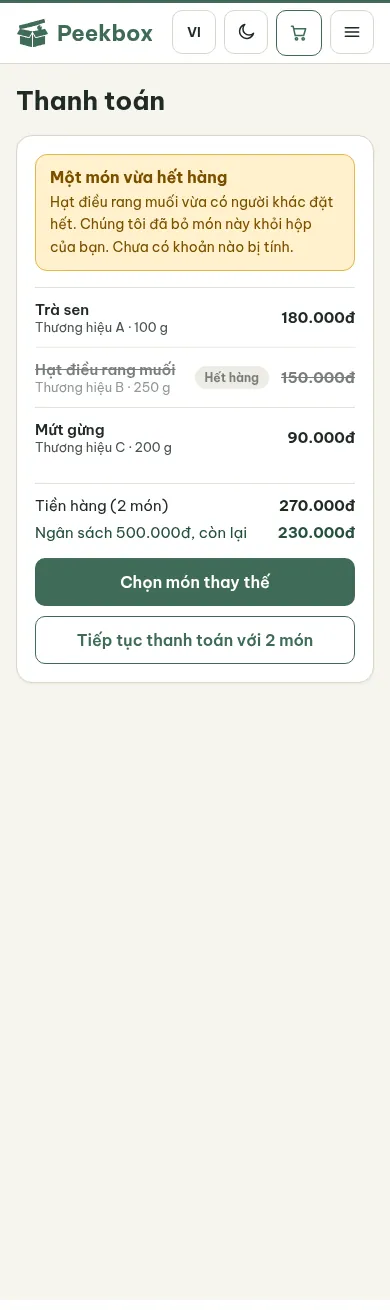 Peekbox
VI
Thanh toán
Một món vừa hết hàng
Hạt điều rang muối vừa có người khác đặt
hết. Chúng tôi đã bỏ món này khỏi hộp
của bạn. Chưa có khoản nào bị tính.
Trà sen
180.000đ
Thương hiệu A · 100 g
Hạt điều rang muối
Hết hàng
150.000đ
Thương hiệu B · 250 g
Mứt gừng
90.000đ
Thương hiệu C · 200 g
Tiền hàng (2 món)
270.000đ
Ngân sách 500.000đ, còn lại
230.000đ
Chọn món thay thế
Tiếp tục thanh toán với 2 món